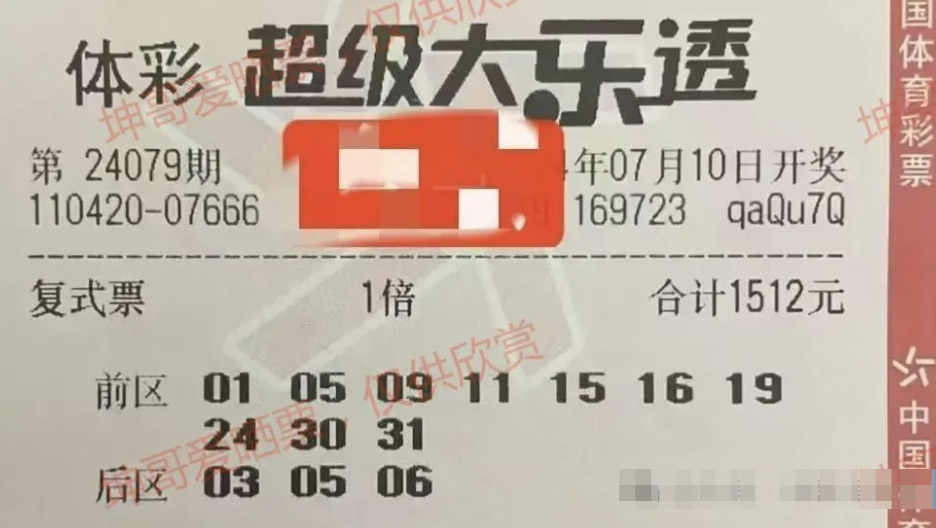 体彩 超级大乐透
第 24079期 年07月10日开奖
110420-07666 169723 qaQu7Q
复式票 1倍 合计1512元
前区 01 05 09 11 15 16 19
24 30 31
后区 03 05 06
国体育彩票
中国体育
坤哥爱晒票，仅供欣赏
坤哥爱晒票，仅供欣赏